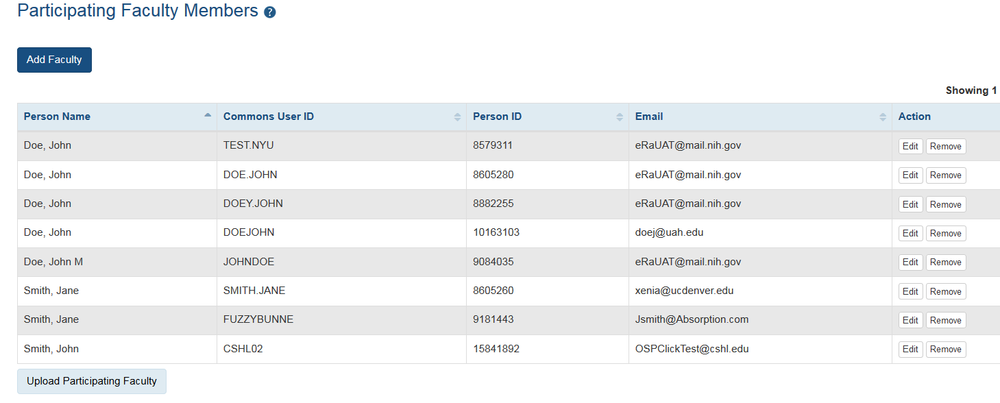 Participating Faculty Members ?
Add Faculty
Showing 1
Person Name Commons User ID Person ID Email Action
Doe, John TEST.NYU 8579311 eRaUAT@mail.nih.gov Edit Remove
Doe, John DOE.JOHN 8605280 eRaUAT@mail.nih.gov Edit Remove
Doe, John DOEY.JOHN 8882255 eRaUAT@mail.nih.gov Edit Remove
Doe, John DOEJOHN 10163103 doej@uah.edu Edit Remove
Doe, John M JOHNDOE 9084035 eRaUAT@mail.nih.gov Edit Remove
Smith, Jane SMITH.JANE 8605260 xenia@ucdenver.edu Edit Remove
Smith, Jane FUZZYBUNNE 9181443 Jsmith@Absorption.com Edit Remove
Smith, John CSHL02 15841892 OSPClickTest@cshl.edu Edit Remove
Upload Participating Faculty